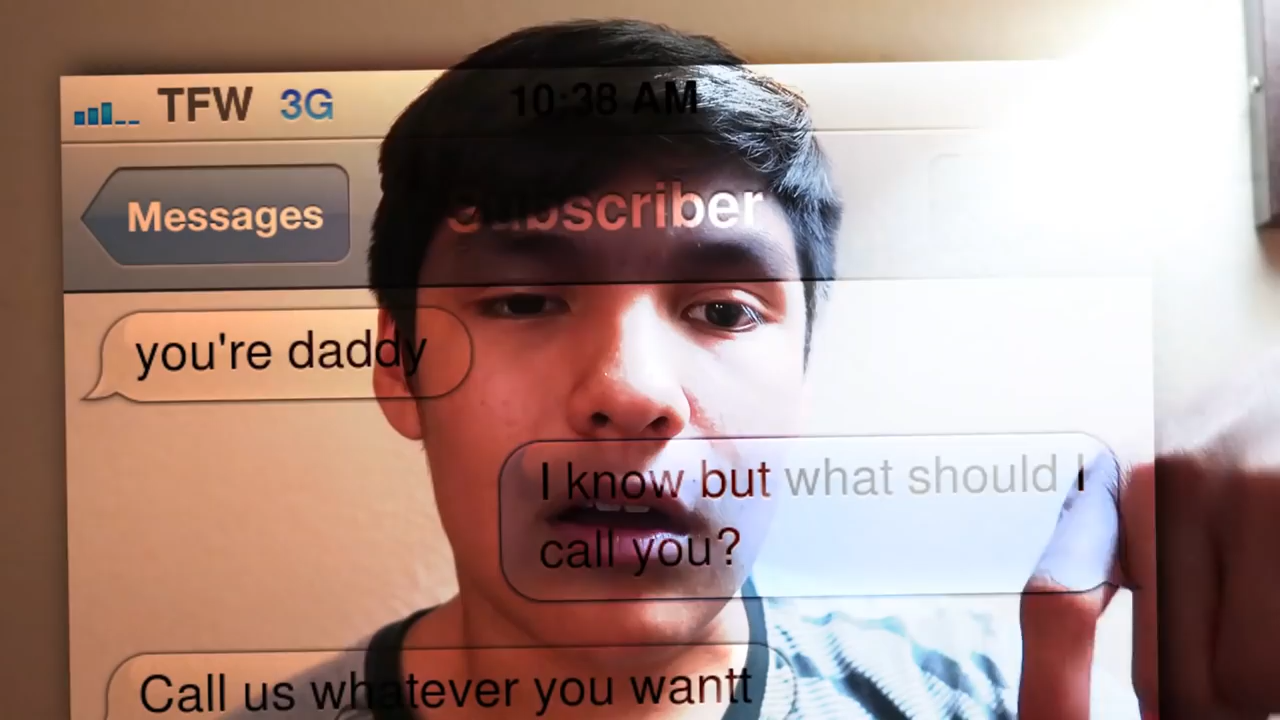 TFW 3G 10:38 AM
Messages Subscriber
you're daddy
I know but what should I
call you?
Call us whatever you wantt